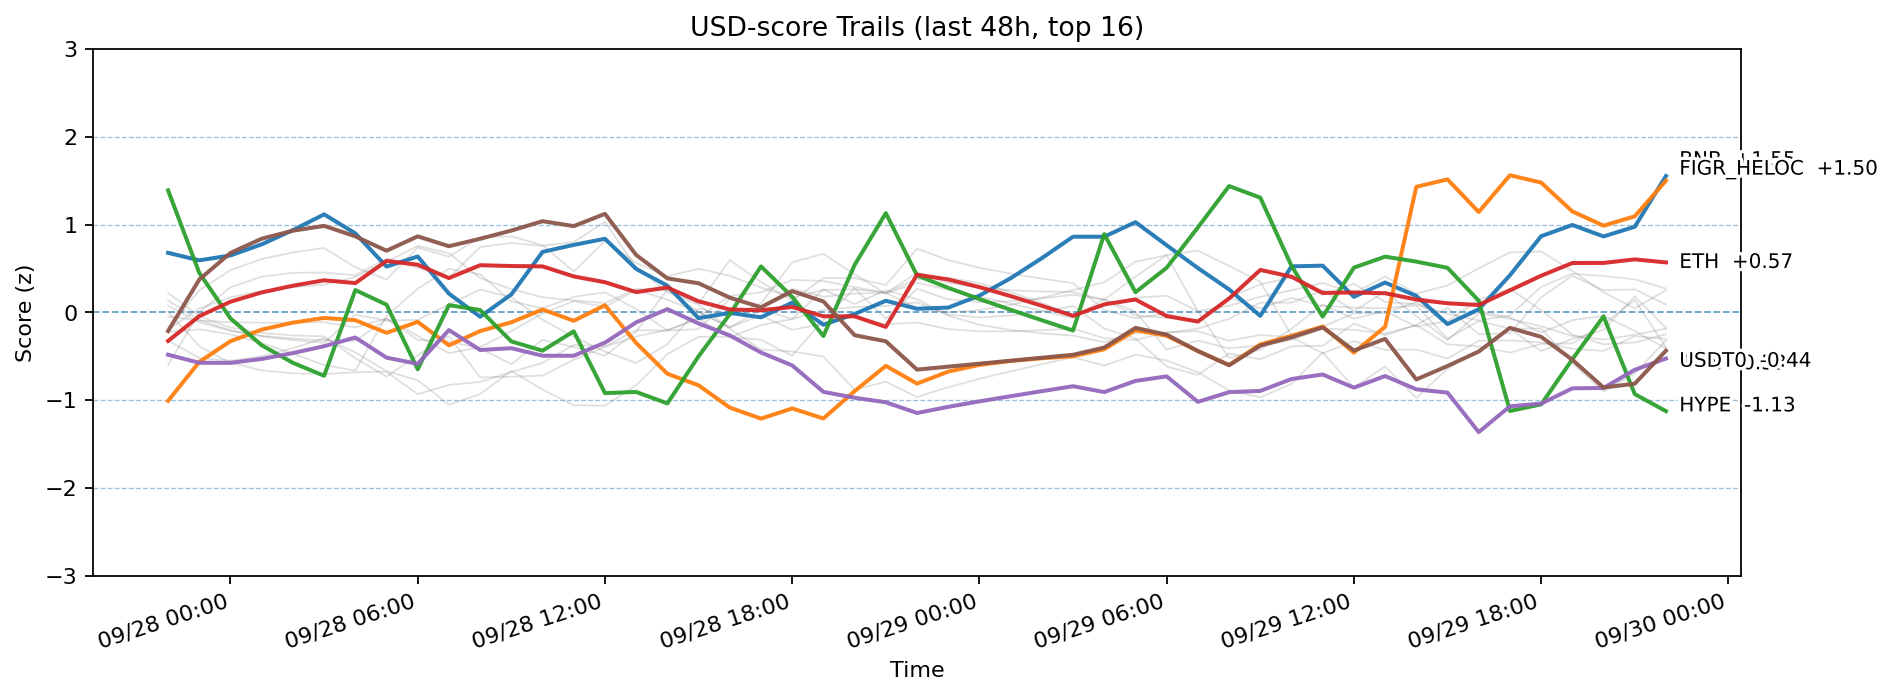 USD-score Trails (last 48h, top 16)
3
2
1
0
−1
−2
−3
Score (z)
FIGR_HELOC +1.50
ETH +0.57
USDT0 -0.44
HYPE -1.13
09/28 00:00
09/28 06:00
09/28 12:00
09/28 18:00
09/29 00:00
09/29 06:00
09/29 12:00
09/29 18:00
09/30 00:00
Time